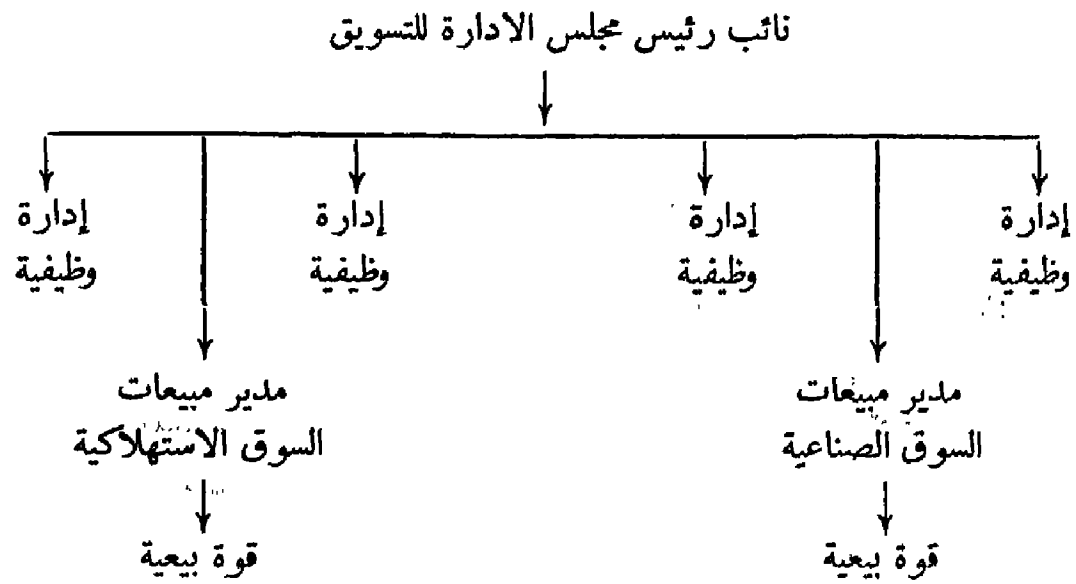 نائب رئيس مجلس الادارة للتسويق
إدارة إدارة إدارة إدارة
وظيفية وظيفية وظيفية وظيفية
مدير مبيعات مدير مبيعات
السوق الصناعية السوق الاستهلاكية
قوة بيعية قوة بيعية